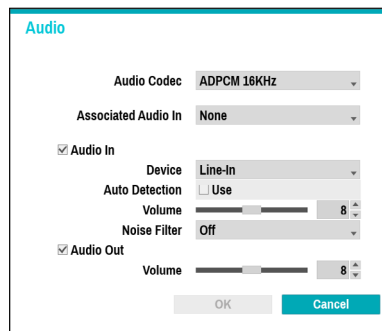 Audio
Audio Codec ADPCM 16KHz
Associated Audio In None
Audio In
Device Line-In
Auto Detection Use
Volume 8
Noise Filter Off
Audio Out
Volume 8
OK Cancel